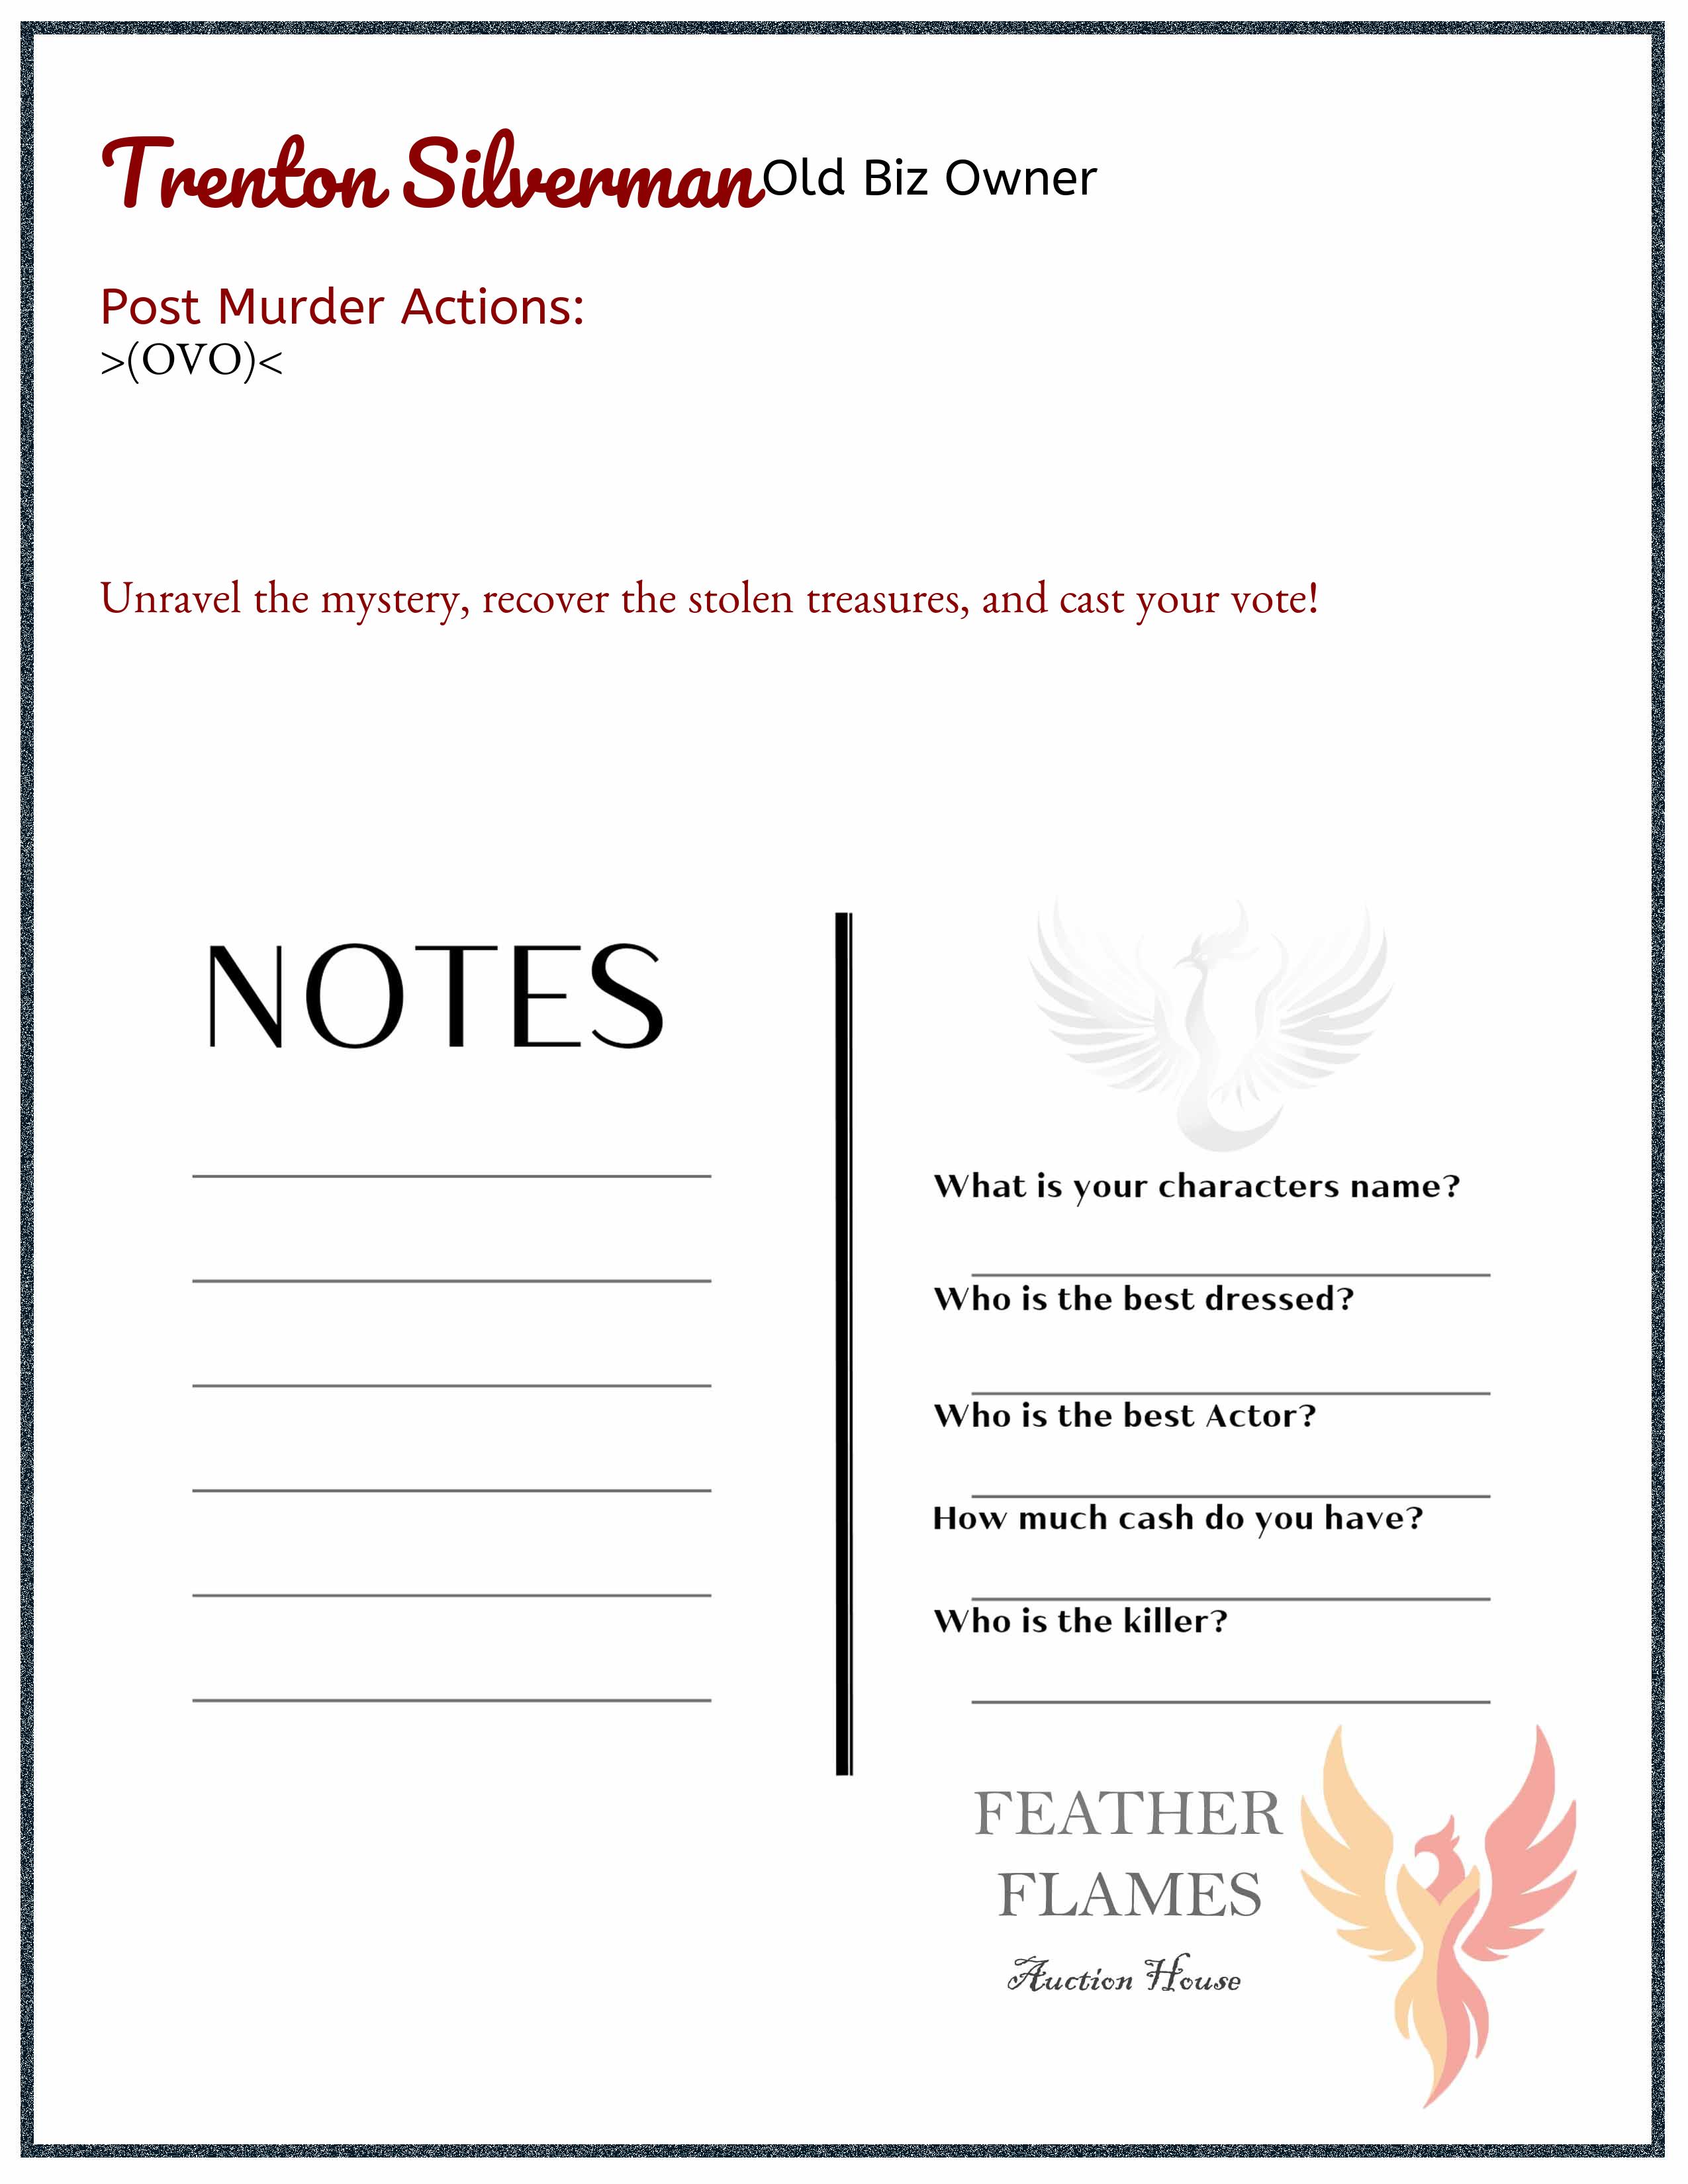 Trenton Silverman Old Biz Owner
Post Murder Actions:
>(OVO)<
Unravel the mystery, recover the stolen treasures, and cast your vote!
NOTES
What is your characters name?
Who is the best dressed?
Who is the best Actor?
How much cash do you have?
Who is the killer?
FEATHER
FLAMES
Auction House